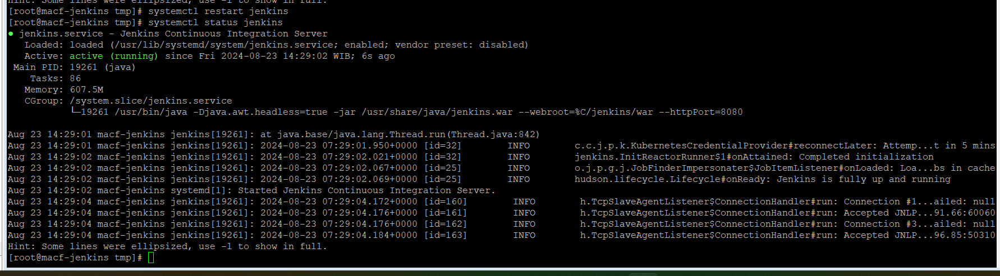 Hint: Some lines were ellipsized, use -l to show in full.
[root@macf-jenkins tmp]# systemctl restart jenkins
[root@macf-jenkins tmp]# systemctl status jenkins
● jenkins.service - Jenkins Continuous Integration Server
   Loaded: loaded (/usr/lib/systemd/system/jenkins.service; enabled; vendor preset: disabled)
   Active: active (running) since Fri 2024-08-23 14:29:02 WIB; 6s ago
 Main PID: 19261 (java)
    Tasks: 86
   Memory: 607.5M
   CGroup: /system.slice/jenkins.service
           └─19261 /usr/bin/java -Djava.awt.headless=true -jar /usr/share/java/jenkins.war --webroot=%C/jenkins/war --httpPort=8080
Aug 23 14:29:01 macf-jenkins jenkins[19261]: at java.base/java.lang.Thread.run(Thread.java:842)
Aug 23 14:29:01 macf-jenkins jenkins[19261]: 2024-08-23 07:29:01.950+0000 [id=32]        INFO        c.c.j.p.k.KubernetesCredentialProvider#reconnectLater: Attemp...t in 5 mins
Aug 23 14:29:02 macf-jenkins jenkins[19261]: 2024-08-23 07:29:02.021+0000 [id=32]        INFO        jenkins.InitReactorRunner$1#onAttained: Completed initialization
Aug 23 14:29:02 macf-jenkins jenkins[19261]: 2024-08-23 07:29:02.067+0000 [id=25]        INFO        o.j.p.g.j.JobFinderImpersonater$JobItemListener#onLoaded: Loa...bs in cache
Aug 23 14:29:02 macf-jenkins jenkins[19261]: 2024-08-23 07:29:02.069+0000 [id=25]        INFO        hudson.lifecycle.Lifecycle#onReady: Jenkins is fully up and running
Aug 23 14:29:02 macf-jenkins systemd[1]: Started Jenkins Continuous Integration Server.
Aug 23 14:29:04 macf-jenkins jenkins[19261]: 2024-08-23 07:29:04.172+0000 [id=160]        INFO        h.TcpSlaveAgentListener$ConnectionHandler#run: Connection #1...ailed: null
Aug 23 14:29:04 macf-jenkins jenkins[19261]: 2024-08-23 07:29:04.176+0000 [id=161]        INFO        h.TcpSlaveAgentListener$ConnectionHandler#run: Accepted JNLP...91.66:60060
Aug 23 14:29:04 macf-jenkins jenkins[19261]: 2024-08-23 07:29:04.176+0000 [id=162]        INFO        h.TcpSlaveAgentListener$ConnectionHandler#run: Connection #3...ailed: null
Aug 23 14:29:04 macf-jenkins jenkins[19261]: 2024-08-23 07:29:04.184+0000 [id=163]        INFO        h.TcpSlaveAgentListener$ConnectionHandler#run: Accepted JNLP...96.85:50310
Hint: Some lines were ellipsized, use -l to show in full.
[root@macf-jenkins tmp]#